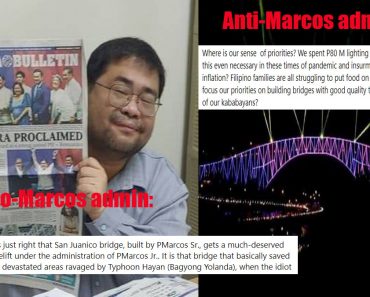 Anti-Marcos adm
Where is our sense of priorities? We spent P80 M lighting
this even necessary in these times of pandemic and insurm
inflation? Filipino families are all struggling to put food on
focus our priorities on building bridges with good quality t
of our kababayans?
BULLETIN
RA PROCLAIMED
o-Marcos admin:
s just right that San Juanico bridge, built by PMarcos Sr., gets a much-deserved
elift under the administration of PMarcos Jr.. It is that bridge that basically saved
devastated areas ravaged by Typhoon Hayan (Bagyong Yolanda), when the idiot